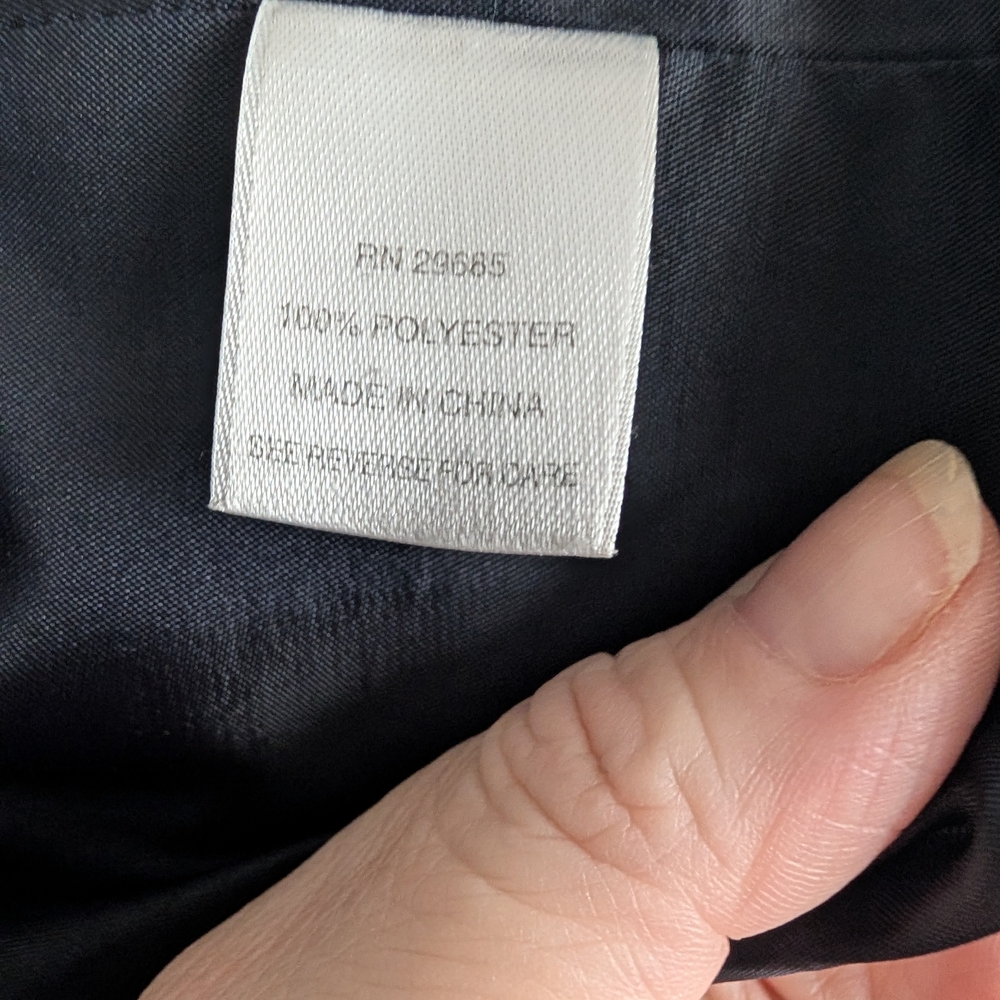 RN 29685
100% POLYESTER
MADE IN CHINA
SEE REVERSE FOR CARE